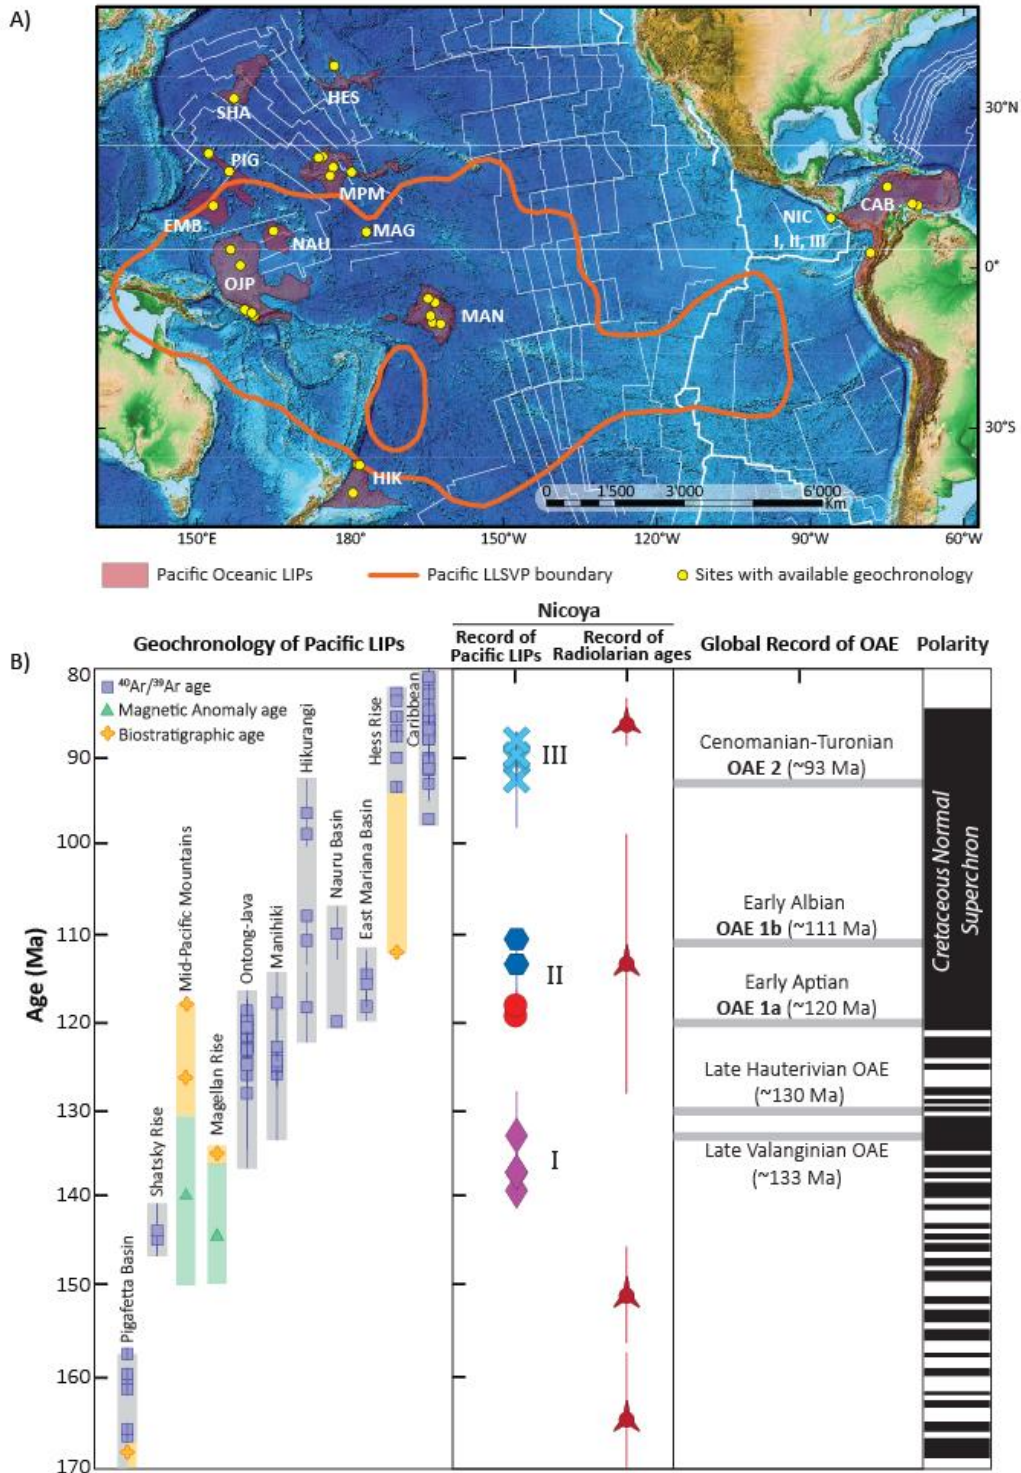 A)
SHA
HES
30°N
PIG
MPM
EMB
NAU
MAG
NIC
CAB
I, II, III
0°
OJP
MAN
30°S
HIK
0 1'500 3'000 6'000
Km
150°E 180° 150°W 120°W 90°W 60°W
Pacific Oceanic LIPs
Pacific LLSVP boundary
Sites with available geochronology
B)
Geochronology of Pacific LIPs
Nicoya
Record of
Pacific LIPs
Record of
Radiolarian ages
Global Record of OAE
Polarity
Age (Ma)
80
90
100
110
120
130
140
150
160
170
⁴⁰Ar/³⁹Ar age
Magnetic Anomaly age
Biostratigraphic age
Pigafetta Basin
Shatsky Rise
Mid-Pacific Mountains
Magellan Rise
Ontong-Java
Manihiki
Hikurangi
Nauru Basin
East Mariana Basin
Hess Rise
Caribbean
III
II
I
Cenomanian-Turonian
OAE 2 (~93 Ma)
Early Albian
OAE 1b (~111 Ma)
Early Aptian
OAE 1a (~120 Ma)
Late Hauterivian OAE
(~130 Ma)
Late Valanginian OAE
(~133 Ma)
Cretaceous Normal
Superchron